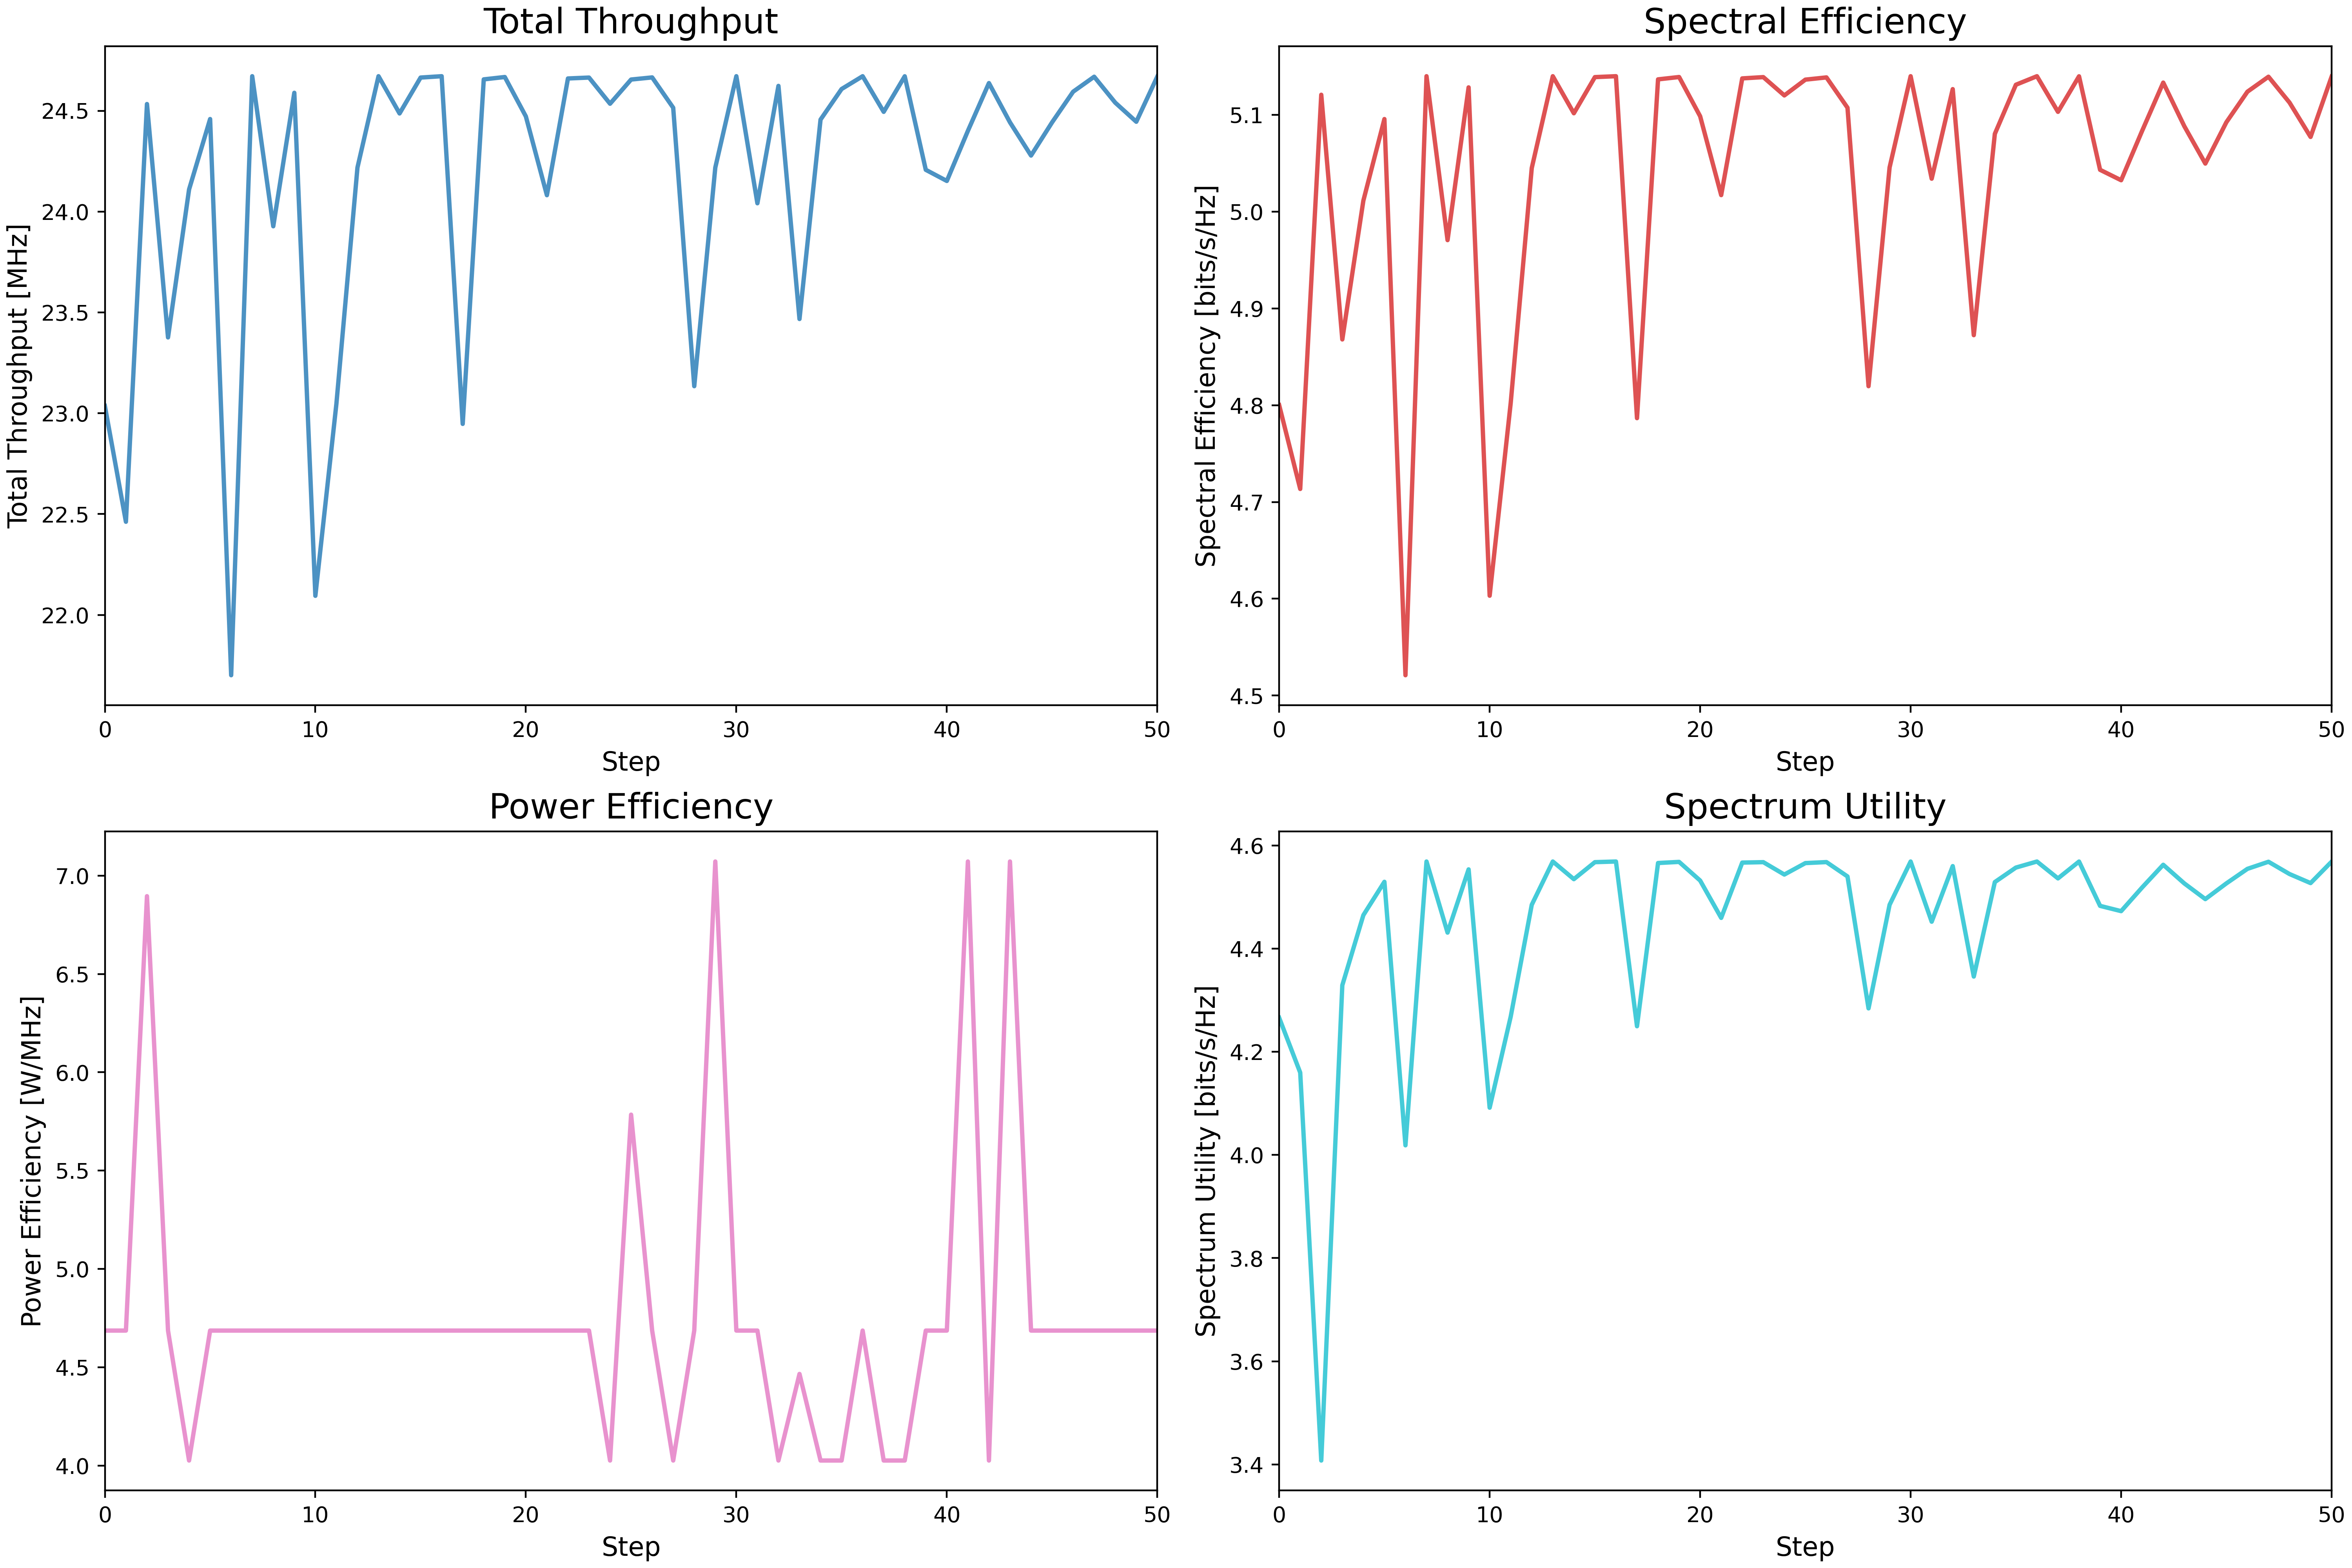 Total Throughput
Total Throughput [MHz]
24.5
24.0
23.5
23.0
22.5
22.0
0 10 20 30 40 50
Step
Spectral Efficiency
Spectral Efficiency [bits/s/Hz]
5.1
5.0
4.9
4.8
4.7
4.6
4.5
0 10 20 30 40 50
Step
Power Efficiency
Power Efficiency [W/MHz]
7.0
6.5
6.0
5.5
5.0
4.5
4.0
0 10 20 30 40 50
Step
Spectrum Utility
Spectrum Utility [bits/s/Hz]
4.6
4.4
4.2
4.0
3.8
3.6
3.4
0 10 20 30 40 50
Step